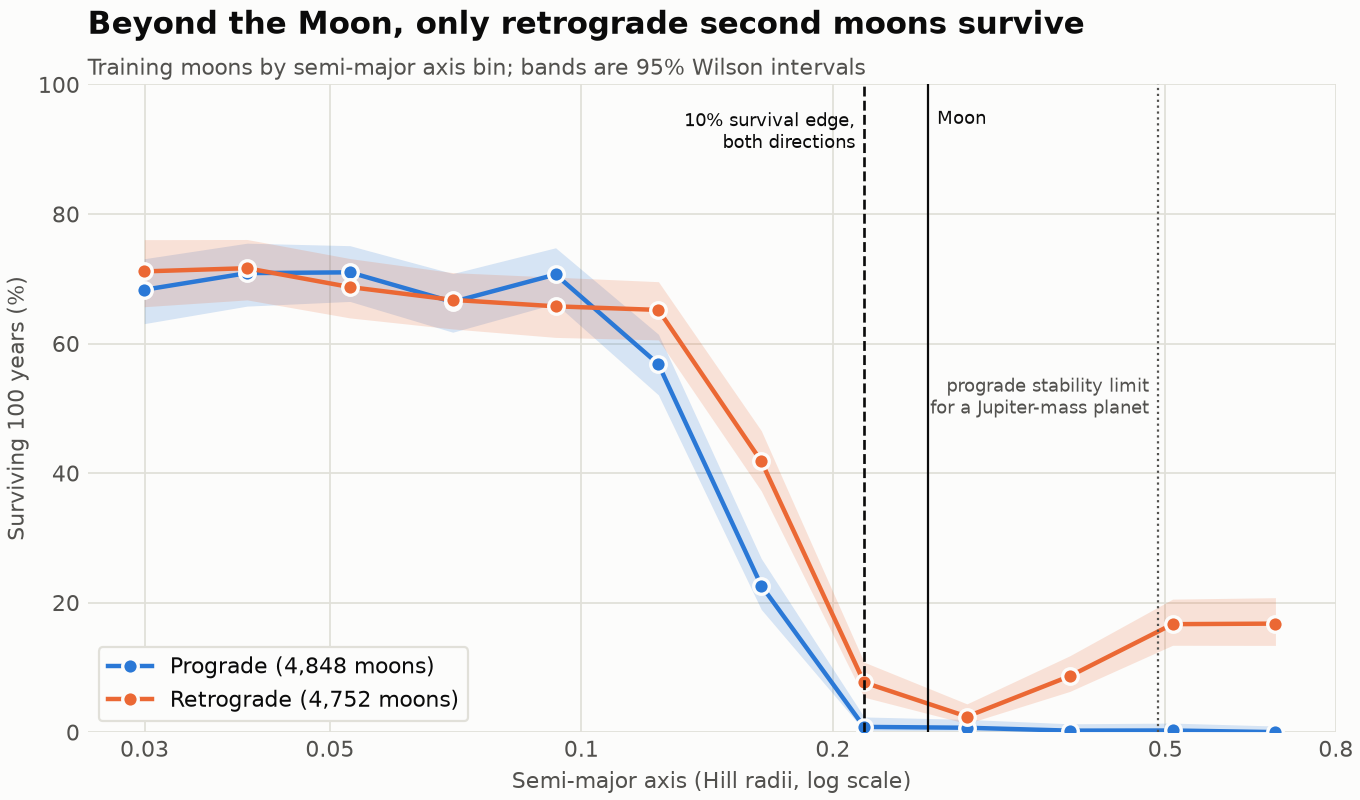 Beyond the Moon, only retrograde second moons survive
Training moons by semi-major axis bin; bands are 95% Wilson intervals
Surviving 100 years (%)
100
80
60
40
20
0
10% survival edge,
both directions
Moon
prograde stability limit
for a Jupiter-mass planet
Prograde (4,848 moons)
Retrograde (4,752 moons)
0.03
0.05
0.1
0.2
0.5
0.8
Semi-major axis (Hill radii, log scale)